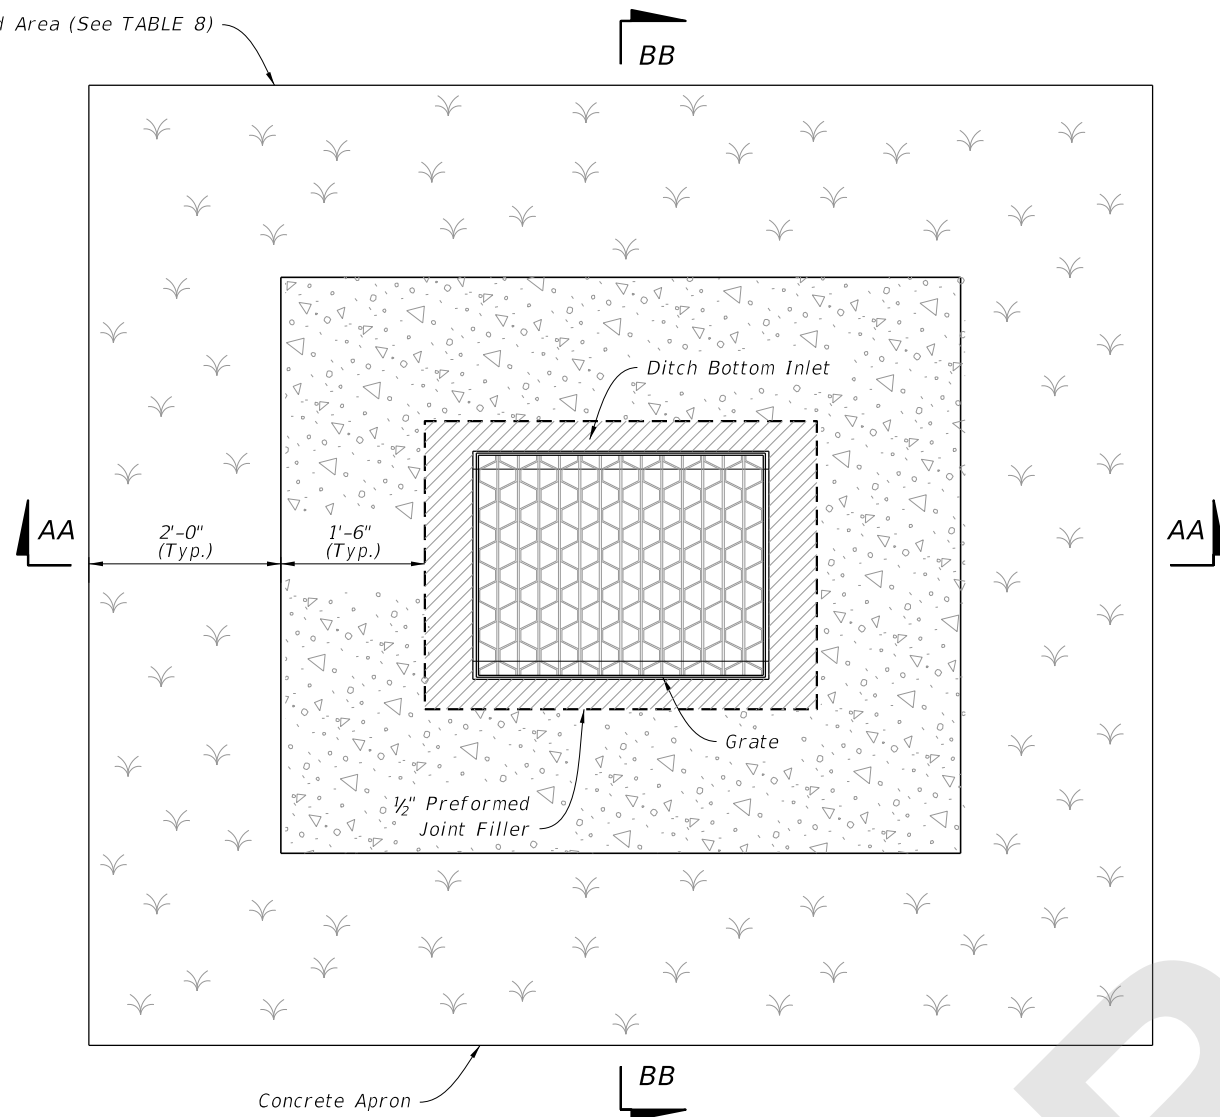 Area (See TABLE 8)
BB
Ditch Bottom Inlet
AA
2'-0"
(Typ.)
1'-6"
(Typ.)
AA
Grate
½" Preformed
Joint Filler
BB
Concrete Apron